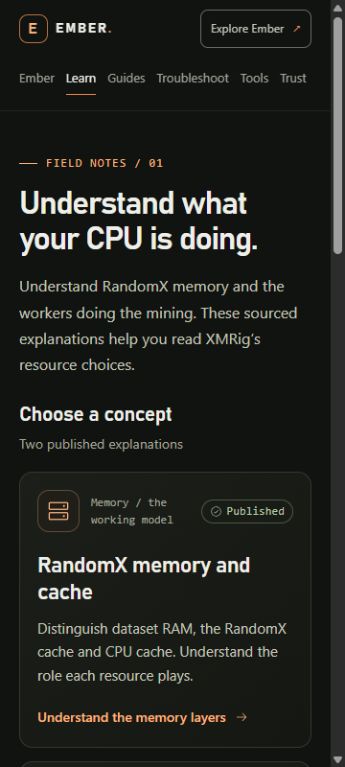 E EMBER.
Explore Ember ↗
Ember Learn Guides Troubleshoot Tools Trust
FIELD NOTES / 01
Understand what
your CPU is doing.
Understand RandomX memory and the
workers doing the mining. These sourced
explanations help you read XMRig's
resource choices.
Choose a concept
Two published explanations
Memory / the
working model
Published
RandomX memory and
cache
Distinguish dataset RAM, the RandomX
cache and CPU cache. Understand the
role each resource plays.
Understand the memory layers →